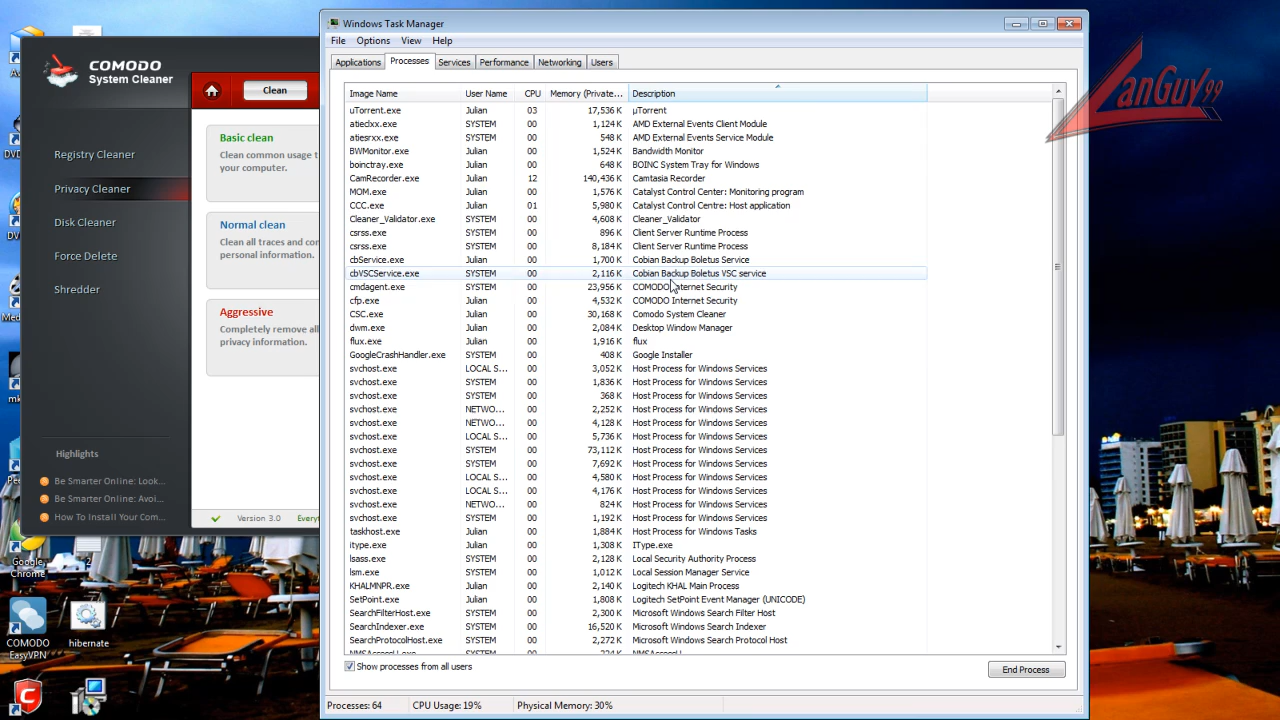 COMODO
System Cleaner
Registry Cleaner
Privacy Cleaner
Disk Cleaner
Force Delete
Shredder
Highlights
Be Smarter Online: Look...
Be Smarter Online: Avoi...
How To Install Your Com...
Clean
Basic clean
Clean common usage t
your computer.
Normal clean
Clean all traces and cor
personal information.
Aggressive
Completely remove all
privacy information.
Version 3.0
Google
Chrome
COMODO
EasyVPN
hibernate
Windows Task Manager
File Options View Help
Applications Processes Services Performance Networking Users
Image Name User Name CPU Memory (Private... Description
uTorrent.exe Julian 03 17,536 K µTorrent
atieclxx.exe SYSTEM 00 1,124 K AMD External Events Client Module
atiesrxx.exe SYSTEM 00 548 K AMD External Events Service Module
BWMonitor.exe Julian 00 1,524 K Bandwidth Monitor
boinctray.exe Julian 00 648 K BOINC System Tray for Windows
CamRecorder.exe Julian 12 140,436 K Camtasia Recorder
MOM.exe Julian 00 1,576 K Catalyst Control Center: Monitoring program
CCC.exe Julian 01 5,980 K Catalyst Control Centre: Host application
Cleaner_Validator.exe SYSTEM 00 4,608 K Cleaner_Validator
csrss.exe SYSTEM 00 896 K Client Server Runtime Process
csrss.exe SYSTEM 00 8,184 K Client Server Runtime Process
cbService.exe Julian 00 1,700 K Cobian Backup Boletus Service
cbVSCService.exe SYSTEM 00 2,116 K Cobian Backup Boletus VSC service
cmdagent.exe SYSTEM 00 23,956 K COMODO Internet Security
cfp.exe Julian 00 4,532 K COMODO Internet Security
CSC.exe Julian 00 30,168 K Comodo System Cleaner
dwm.exe Julian 00 2,084 K Desktop Window Manager
flux.exe Julian 00 1,916 K flux
GoogleCrashHandler.exe SYSTEM 00 408 K Google Installer
svchost.exe LOCAL S... 00 3,052 K Host Process for Windows Services
svchost.exe SYSTEM 00 1,836 K Host Process for Windows Services
svchost.exe SYSTEM 00 368 K Host Process for Windows Services
svchost.exe NETWO... 00 2,252 K Host Process for Windows Services
svchost.exe NETWO... 00 4,128 K Host Process for Windows Services
svchost.exe LOCAL S... 00 5,736 K Host Process for Windows Services
svchost.exe SYSTEM 00 73,112 K Host Process for Windows Services
svchost.exe SYSTEM 00 7,692 K Host Process for Windows Services
svchost.exe LOCAL S... 00 4,580 K Host Process for Windows Services
svchost.exe LOCAL S... 00 4,176 K Host Process for Windows Services
svchost.exe NETWO... 00 824 K Host Process for Windows Services
svchost.exe SYSTEM 00 1,192 K Host Process for Windows Services
taskhost.exe Julian 00 1,884 K Host Process for Windows Tasks
itype.exe Julian 00 1,308 K IType.exe
lsass.exe SYSTEM 00 2,128 K Local Security Authority Process
lsm.exe SYSTEM 00 1,012 K Local Session Manager Service
KHALMNPR.exe Julian 00 2,140 K Logitech KHAL Main Process
SetPoint.exe Julian 00 1,808 K Logitech SetPoint Event Manager (UNICODE)
SearchFilterHost.exe SYSTEM 00 2,300 K Microsoft Windows Search Filter Host
SearchIndexer.exe SYSTEM 00 16,520 K Microsoft Windows Search Indexer
SearchProtocolHost.exe SYSTEM 00 2,272 K Microsoft Windows Search Protocol Host
Show processes from all users
End Process
Processes: 64 CPU Usage: 19% Physical Memory: 30%
LanGuy99